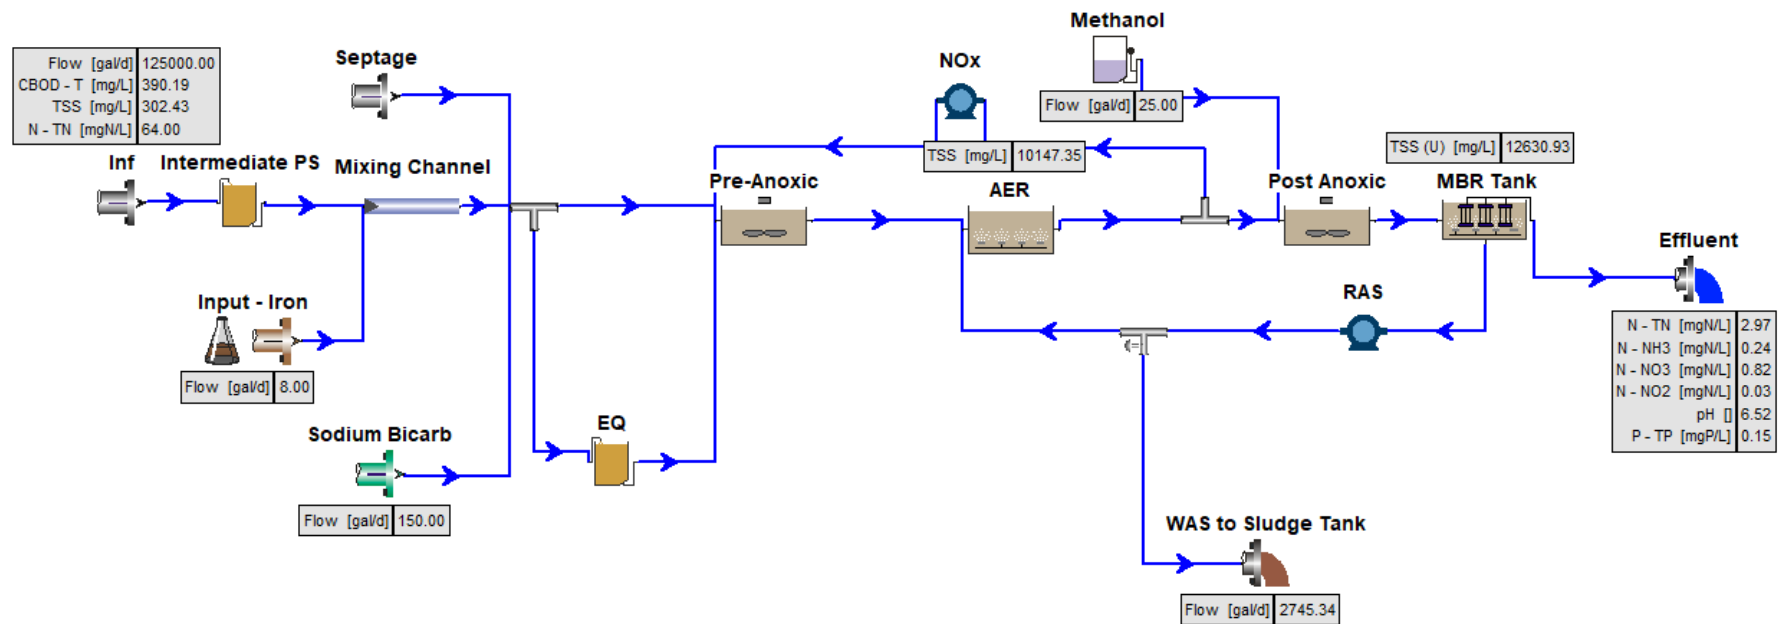 Methanol
Flow [gal/d] 125000.00
CBOD - T [mg/L] 390.19
TSS [mg/L] 302.43
N - TN [mgN/L] 64.00
Septage
NOx
Flow [gal/d] 25.00
TSS [mg/L] 10147.35
TSS (U) [mg/L] 12630.93
Inf
Intermediate PS
Mixing Channel
Pre-Anoxic
AER
Post Anoxic
MBR Tank
Effluent
N - TN [mgN/L] 2.97
N - NH3 [mgN/L] 0.24
N - NO3 [mgN/L] 0.82
N - NO2 [mgN/L] 0.03
pH [] 6.52
P - TP [mgP/L] 0.15
Input - Iron
Flow [gal/d] 8.00
RAS
Sodium Bicarb
Flow [gal/d] 150.00
EQ
WAS to Sludge Tank
Flow [gal/d] 2745.34